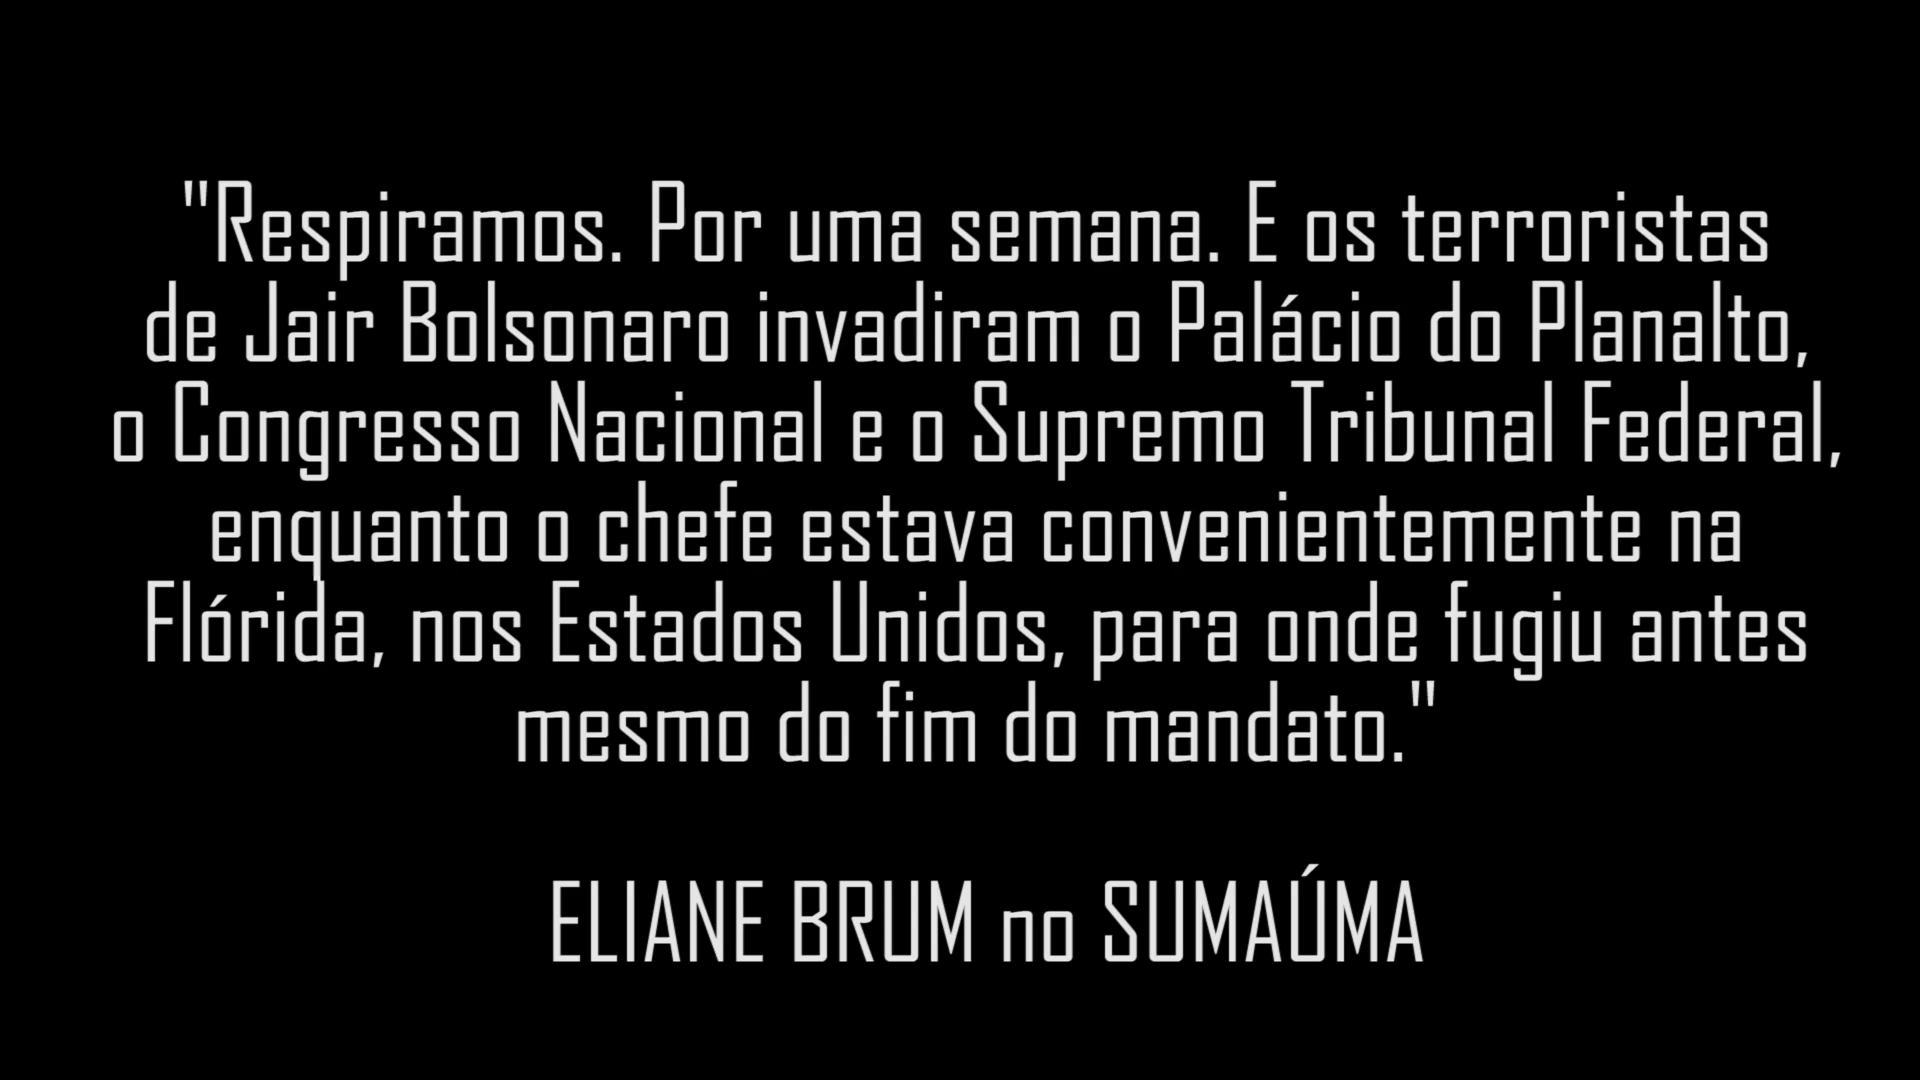 "Respiramos. Por uma semana. E os terroristas
de Jair Bolsonaro invadiram o Palácio do Planalto,
o Congresso Nacional e o Supremo Tribunal Federal,
enquanto o chefe estava convenientemente na
Flórida, nos Estados Unidos, para onde fugiu antes
mesmo do fim do mandato."
ELIANE BRUM no SUMAÚMA